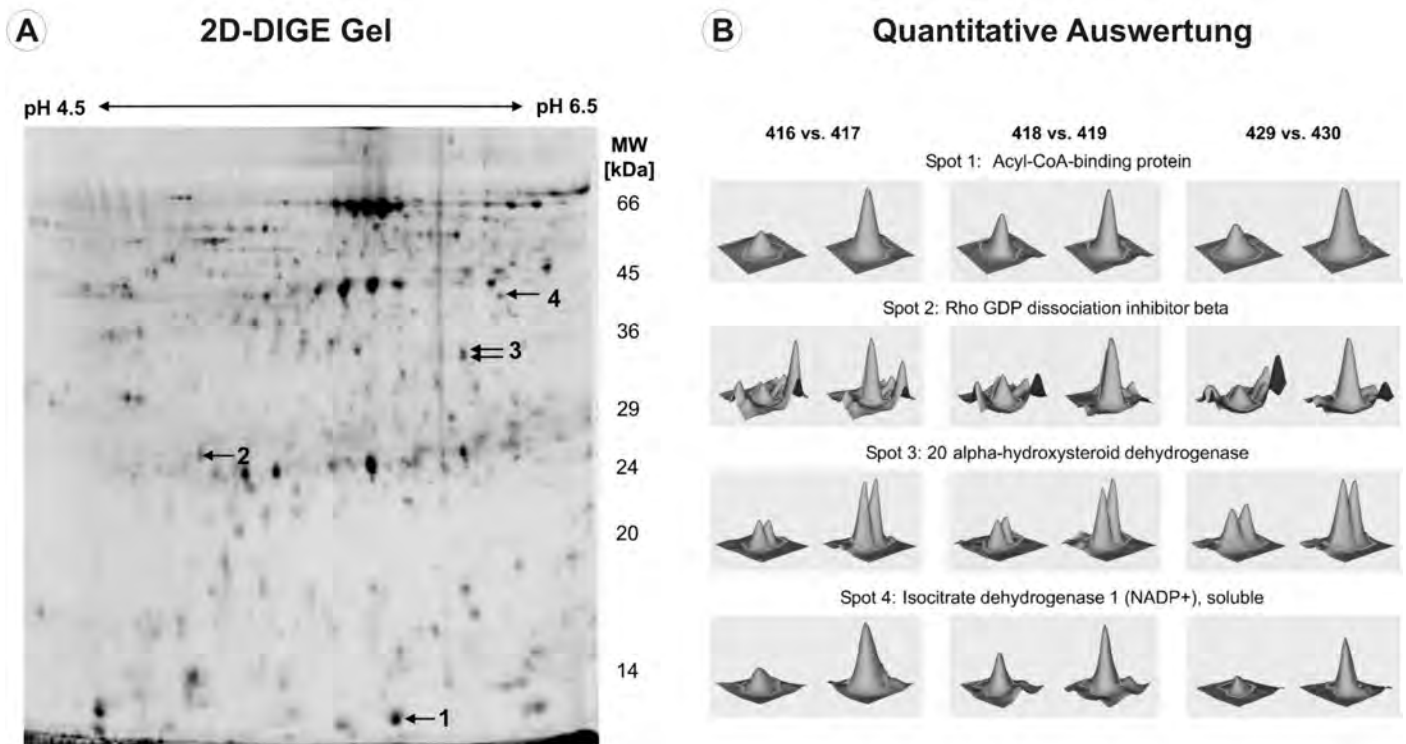 A
2D-DIGE Gel
pH 4.5
pH 6.5
MW
[kDa]
66
45
36
29
24
20
14
4
3
2
1
B
Quantitative Auswertung
416 vs. 417
418 vs. 419
429 vs. 430
Spot 1: Acyl-CoA-binding protein
Spot 2: Rho GDP dissociation inhibitor beta
Spot 3: 20 alpha-hydroxysteroid dehydrogenase
Spot 4: Isocitrate dehydrogenase 1 (NADP+), soluble